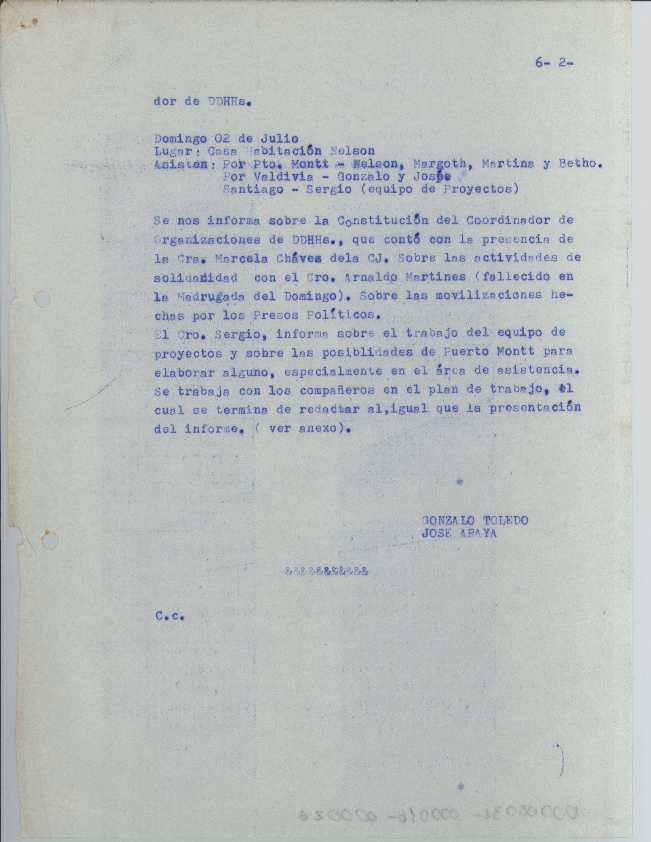 6- 2-
dor de DDHHs.
Domingo 02 de Julio
Lugar: Casa Habitación Nelson
Asisten: Por Pto. Montt - Nelson, Margoth, Martina y Betho.
Por Valdivia - Gonzalo y Jospe
Santiago - Sergio (equipo de Proyectos)
Se nos informa sobre la Constitución del Coordinador de
Organizaciones de DDHHs., que contó con la presencia de
la Cra. Marcela Cháves dela CJ. Sobre las actividades de
solidaridad con el Cro. Arnaldo Martines (fallecido en
la Madrugada del Domingo). Sobre las movilizaciones he-
chas por los Presos Políticos.
El Cro. Sergio, informa sobre el trabajo del equipo de
proyectos y sobre las posiblidades de Puerto Montt para
elaborar alguno, especialmente en el área de asistencia.
Se trabaja con los compañeros en el plan de trabajo, el
cual se termina de redactar al,igual que la presentación
del informe. ( ver anexo).
GONZALO TOLEDO
JOSE ARAYA
&&&&&&&&&&&
C.c.